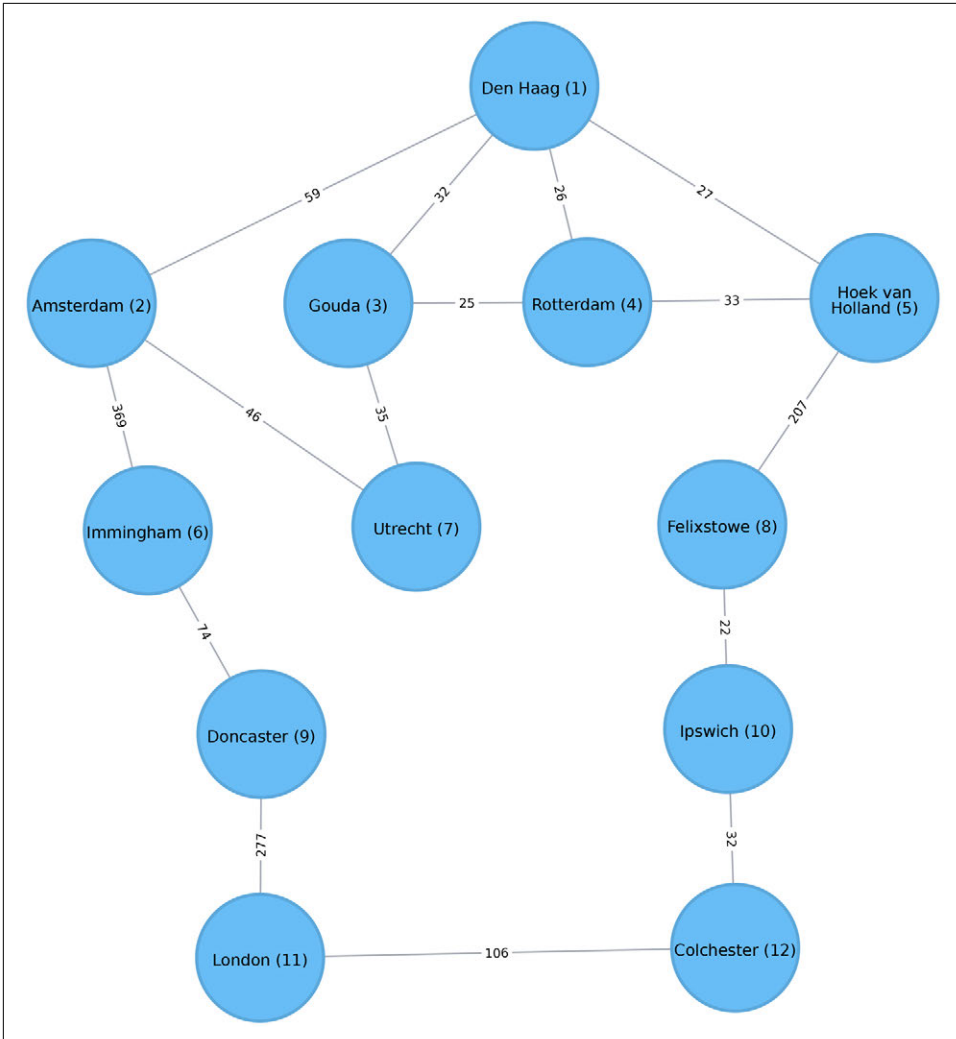 Den Haag (1)
59
32
26
27
Amsterdam (2)
Gouda (3)
25
Rotterdam (4)
33
Hoek van
Holland (5)
369
46
35
207
Immingham (6)
Utrecht (7)
Felixstowe (8)
74
22
Doncaster (9)
Ipswich (10)
277
32
London (11)
106
Colchester (12)